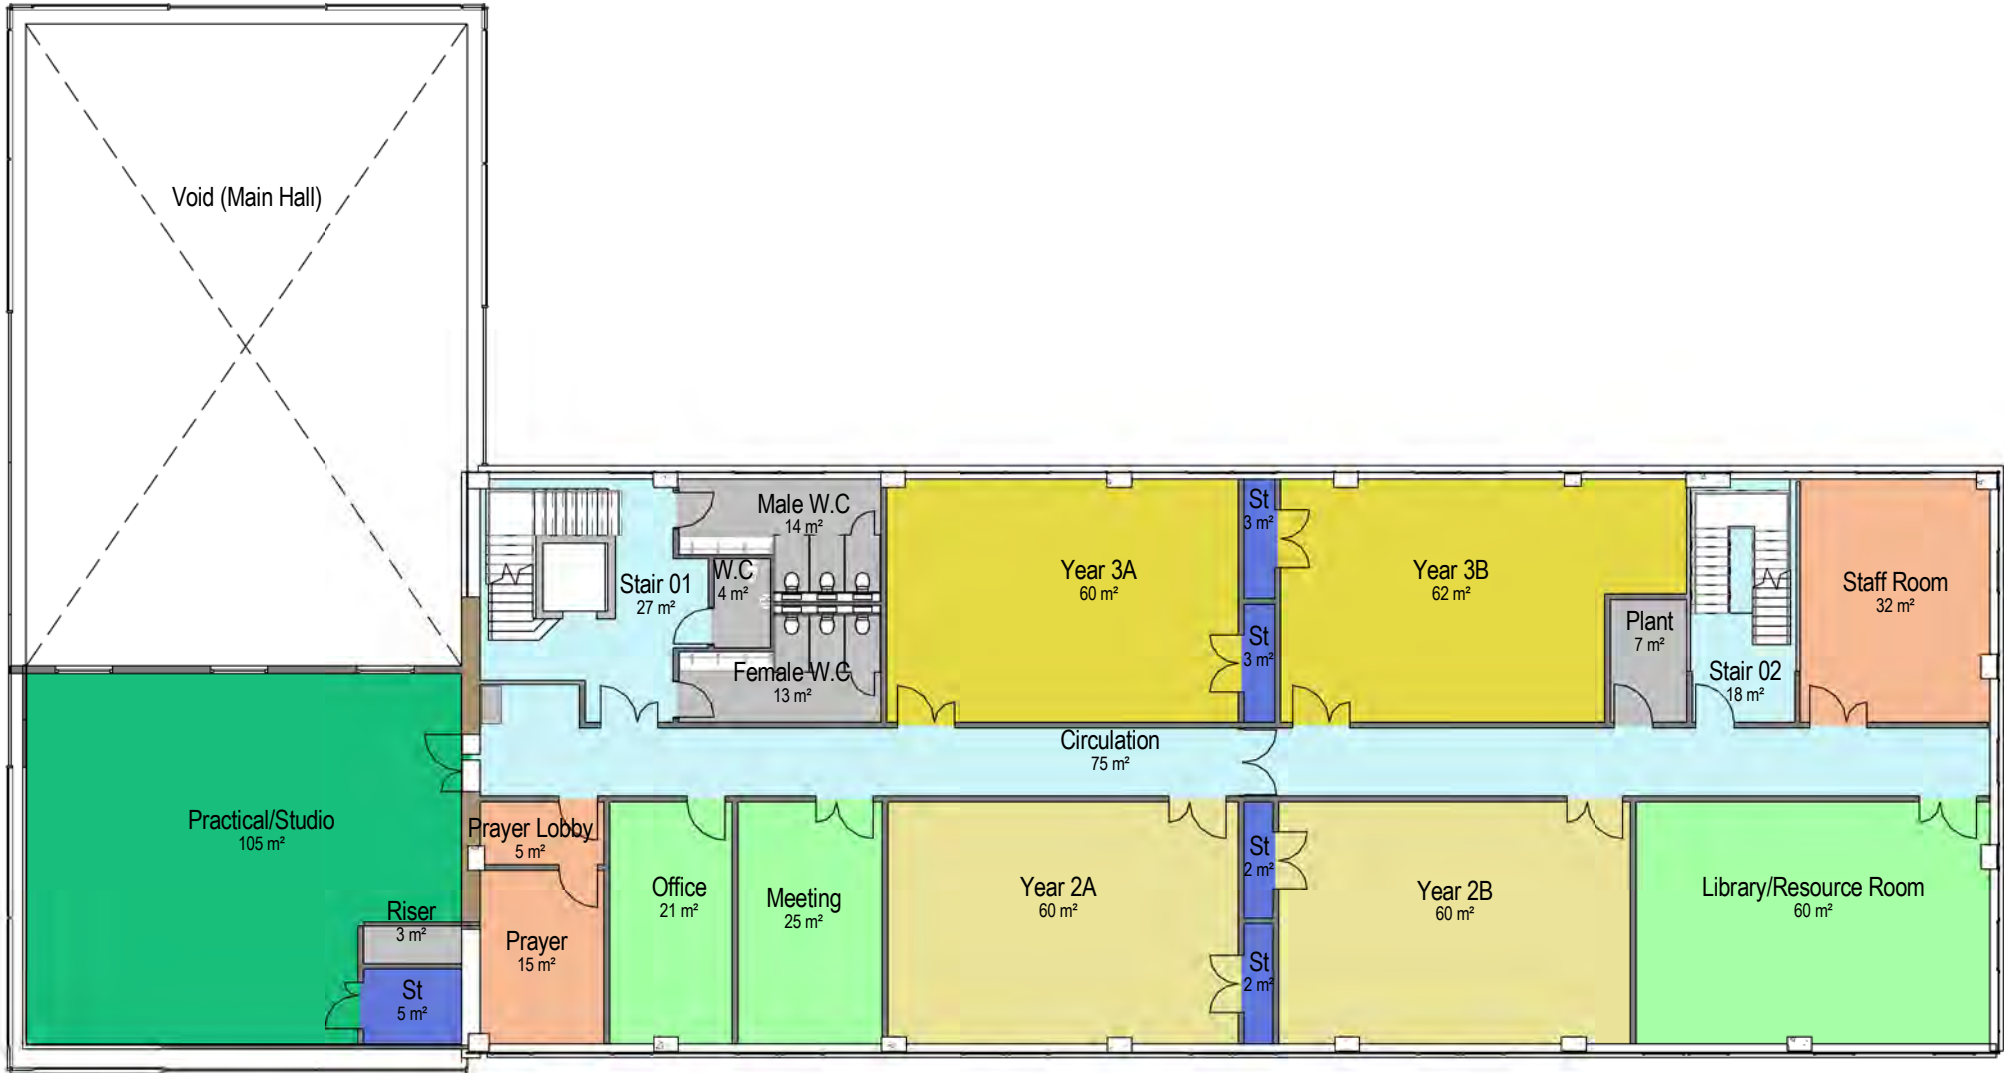 Void (Main Hall)
Male W.C
14 m²
St
3 m²
W.C
4 m²
Stair 01
27 m²
Year 3A
60 m²
Year 3B
62 m²
Staff Room
32 m²
St
3 m²
Plant
7 m²
Female W.C
13 m²
Stair 02
18 m²
Circulation
75 m²
Practical/Studio
105 m²
Prayer Lobby
5 m²
St
2 m²
Office
21 m²
Meeting
25 m²
Year 2A
60 m²
Year 2B
60 m²
Library/Resource Room
60 m²
Riser
3 m²
Prayer
15 m²
St
2 m²
St
5 m²